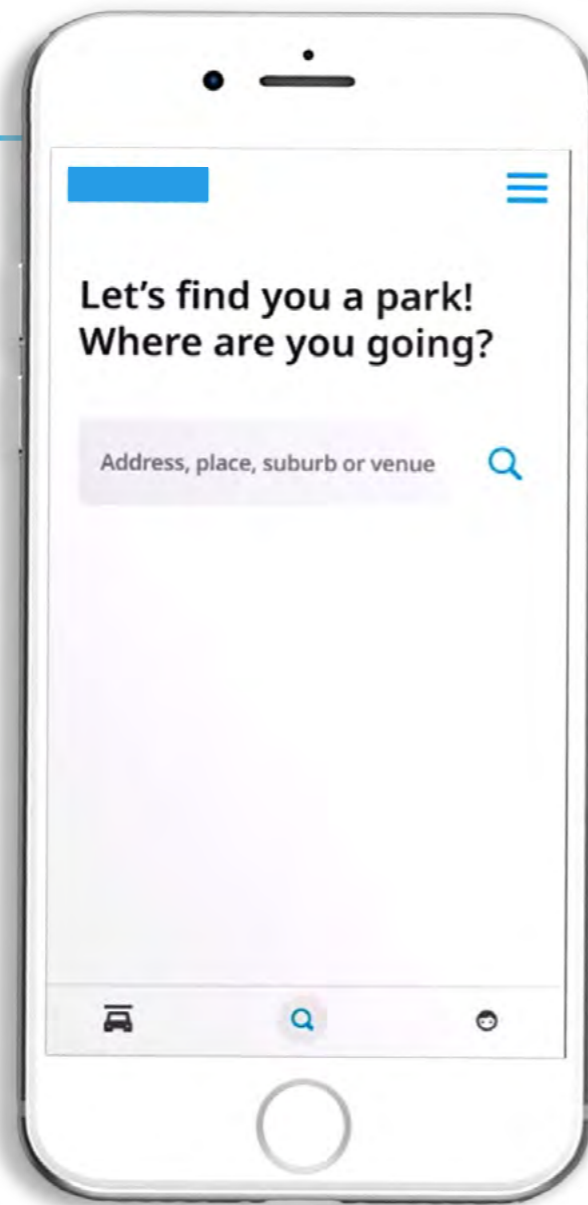 Let's find you a park!
Where are you going?
Address, place, suburb or venue